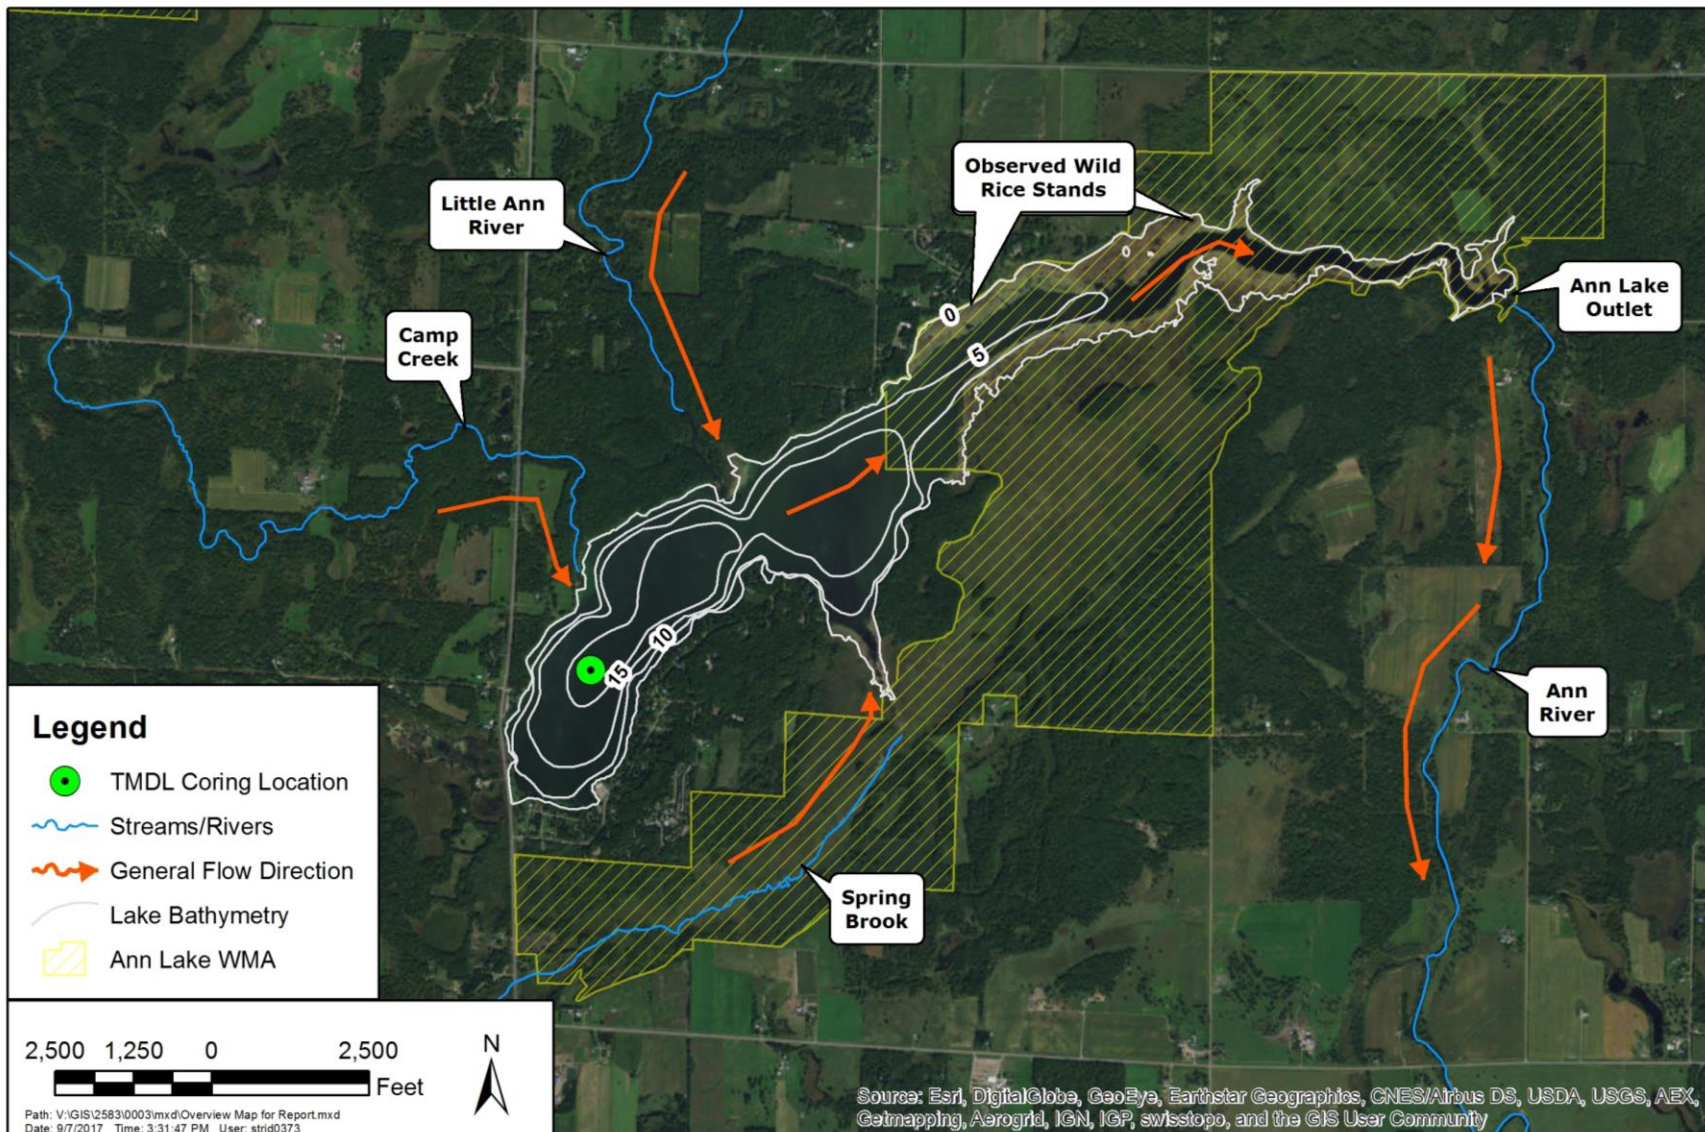 Little Ann
River
Observed Wild
Rice Stands
Ann Lake
Outlet
Camp
Creek
0
5
10
15
Ann
River
Spring
Brook
Legend
TMDL Coring Location
Streams/Rivers
General Flow Direction
Lake Bathymetry
Ann Lake WMA
2,500 1,250 0 2,500
Feet
N
Path: V:\GIS\2583\0003\mxd\Overview Map for Report.mxd
Date: 9/7/2017 Time: 3:31:47 PM User: strid0373
Source: Esri, DigitalGlobe, GeoEye, Earthstar Geographics, CNES/Airbus DS, USDA, USGS, AEX,
Getmapping, Aerogrid, IGN, IGP, swisstopo, and the GIS User Community